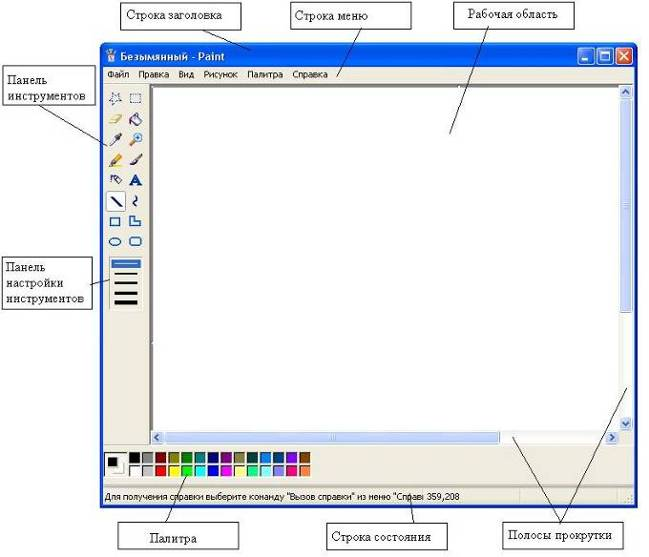 Строка заголовка
Строка меню
Рабочая область
Безымянный - Paint
Файл Правка Вид Рисунок Палитра Справка
Панель
инструментов
A
Панель
настройки
инструментов
Для получения справки выберите команду "Вызов справки" из меню "Справі 359,208
Палитра
Строка состояния
Полосы прокрутки